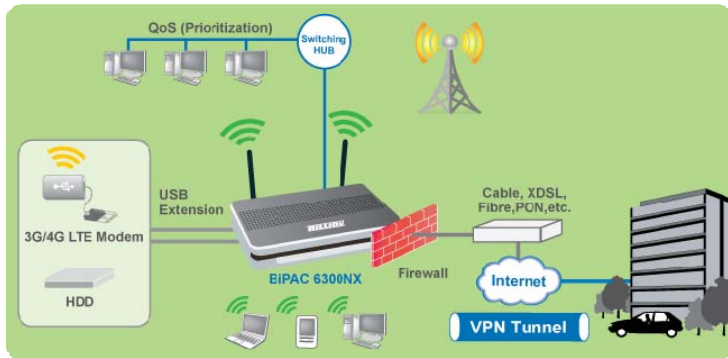 QoS (Prioritization)
Switching
HUB
USB
Extension
3G/4G LTE Modem
HDD
BILLION
BiPAC 6300NX
Firewall
Cable, XDSL,
Fibre,PON,etc.
Internet
VPN Tunnel